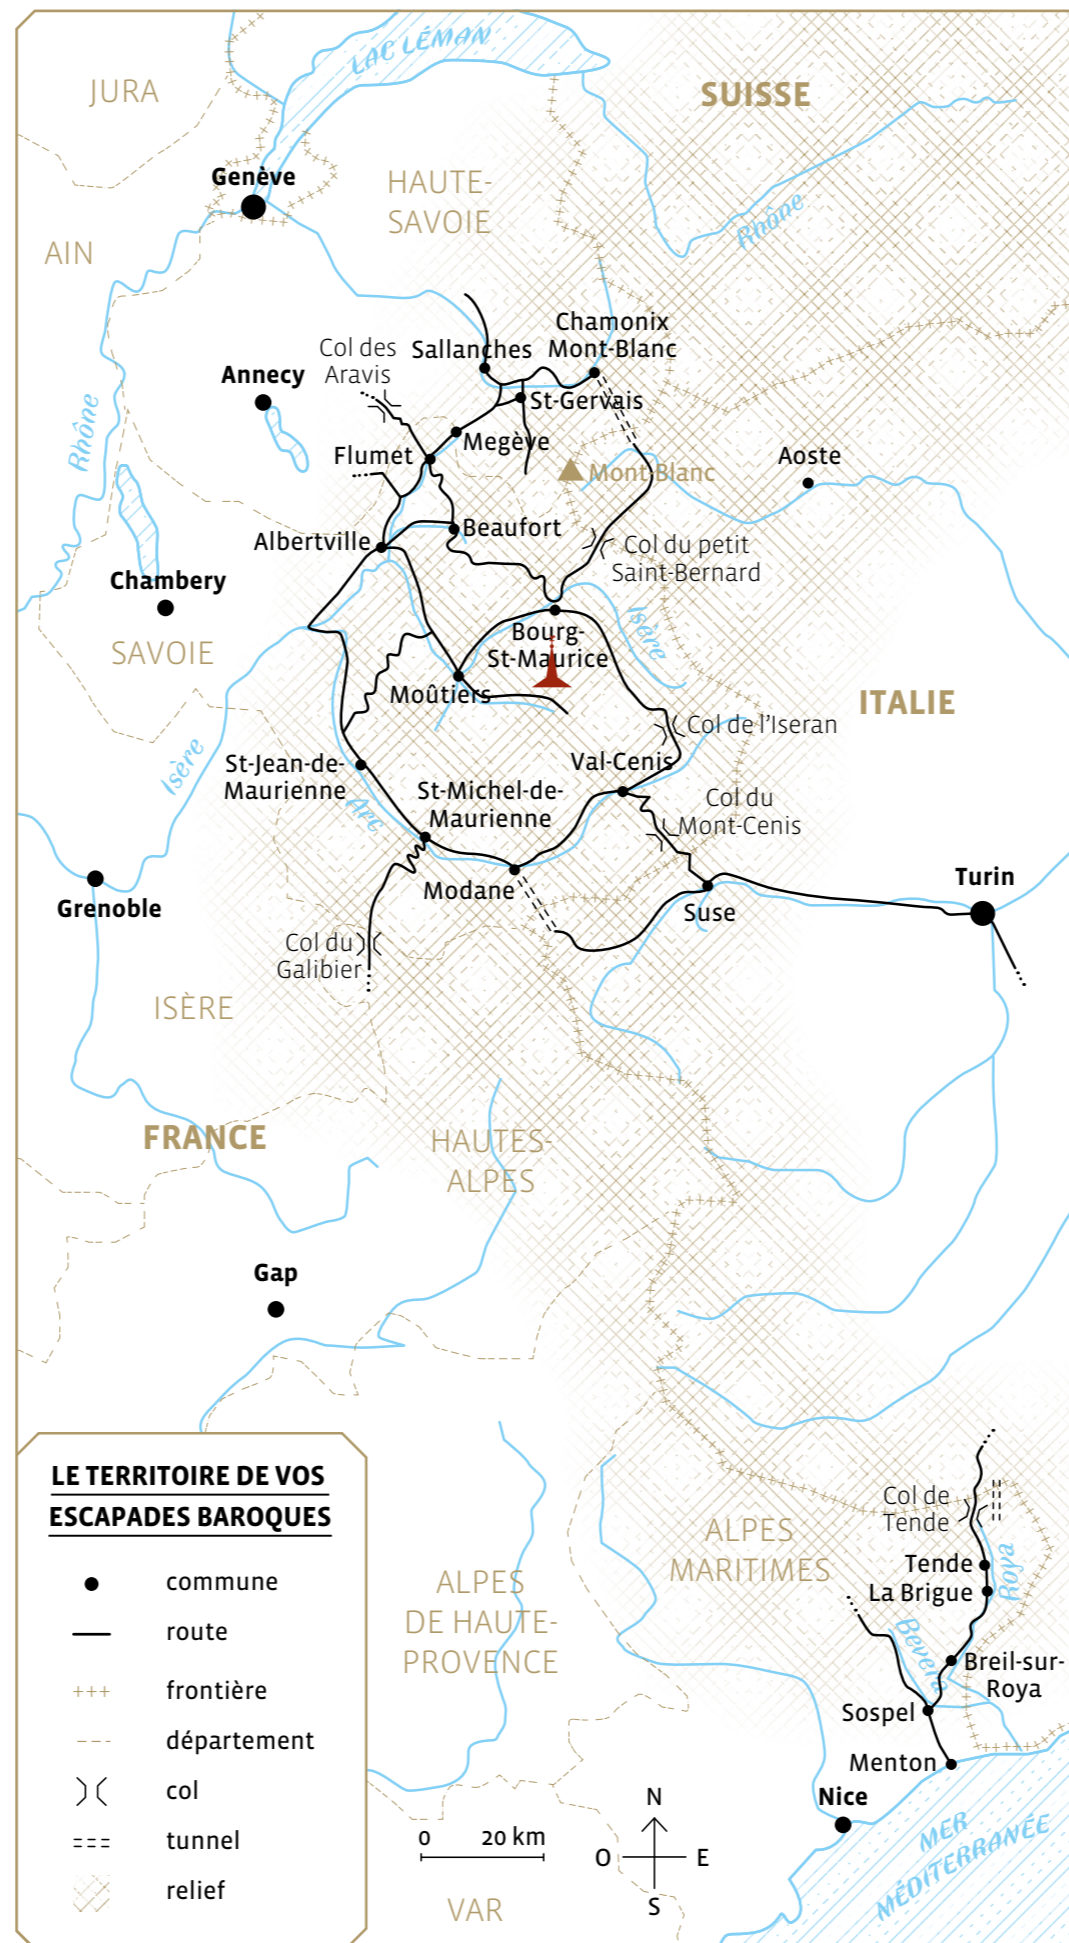 LAC LÉMAN
JURA
SUISSE
Genève
HAUTE-
SAVOIE
AIN
Rhône
Chamonix
Mont-Blanc
Sallanches
Col des
Aravis
Annecy
St-Gervais
Rhône
Megève
Flumet
Mont-Blanc
Aoste
Beaufort
Albertville
Col du petit
Saint-Bernard
Chambery
Isère
Bourg-
St-Maurice
SAVOIE
Moûtiers
ITALIE
Col de l'Iseran
Isère
St-Jean-de-
Maurienne
Val-Cenis
Arc
St-Michel-de-
Maurienne
Col du
Mont-Cenis
Modane
Turin
Grenoble
Suse
Col du
Galibier
ISÈRE
FRANCE
HAUTES-
ALPES
Gap
LE TERRITOIRE DE VOS
ESCAPADES BAROQUES
commune
route
frontière
département
col
tunnel
relief
Col de
Tende
ALPES
MARITIMES
Tende
La Brigue
Roya
ALPES
DE HAUTE-
PROVENCE
Bevera
Breil-sur-
Roya
Sospel
Menton
Nice
MER
MÉDITERRANÉE
0 20 km
N
O E
S
VAR